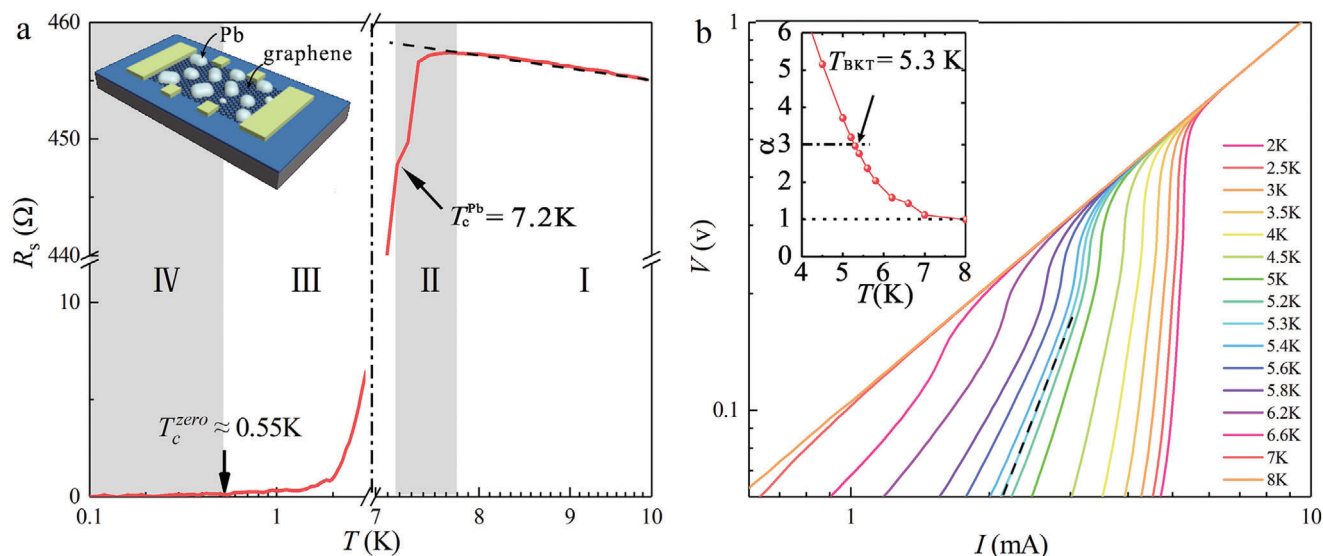 a
460
450
440
10
0
R_s (Ω)
Pb
graphene
T_c^Pb = 7.2K
IV
III
II
I
T_c^zero ≈ 0.55K
0.1
1
7
8
9
10
T (K)
b
1
0.1
V (v)
6
5
4
3
2
1
0
α
T_BKT = 5.3 K
4
5
6
7
8
T(K)
2K
2.5K
3K
3.5K
4K
4.5K
5K
5.2K
5.3K
5.4K
5.6K
5.8K
6.2K
6.6K
7K
8K
1
10
I (mA)